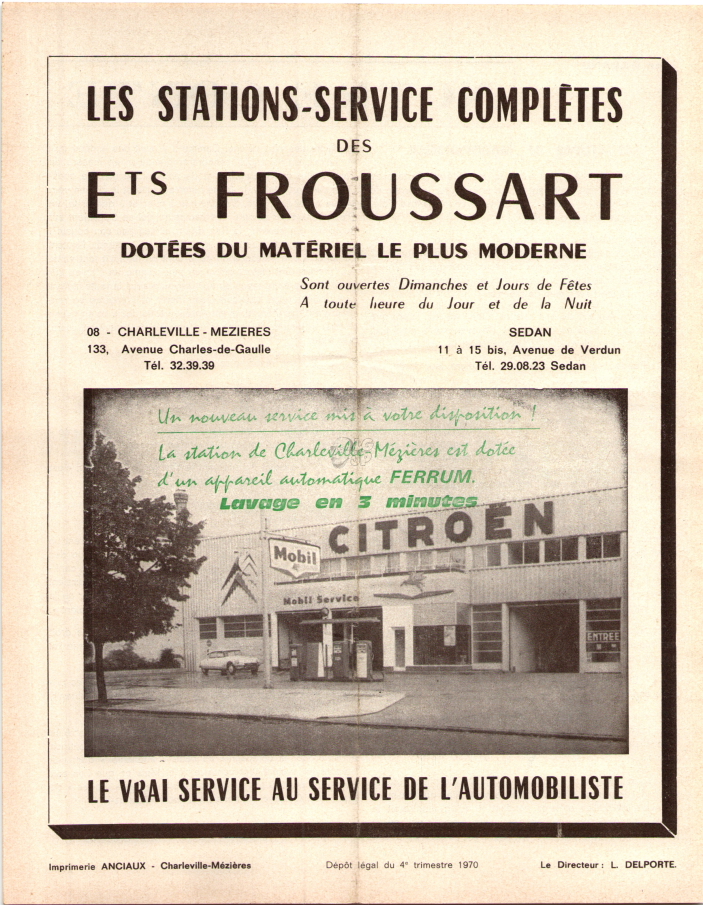 LES STATIONS-SERVICE COMPLÈTES
DES
ETS FROUSSART
DOTÉES DU MATÉRIEL LE PLUS MODERNE
Sont ouvertes Dimanches et Jours de Fêtes
A toute heure du Jour et de la Nuit
08 - CHARLEVILLE - MEZIERES
133, Avenue Charles-de-Gaulle
Tél. 32.39.39
SEDAN
11 à 15 bis, Avenue de Verdun
Tél. 29.08.23 Sedan
Un nouveau service mis à votre disposition !
La station de Charleville-Mézières est dotée
d'un appareil automatique FERRUM.
Lavage en 3 minutes
CITROËN
Mobil
Mobil Service
ENTREE
LE VRAI SERVICE AU SERVICE DE L'AUTOMOBILISTE
Imprimerie ANCIAUX - Charleville-Mézières
Dépôt légal du 4e trimestre 1970
Le Directeur : L. DELPORTE.